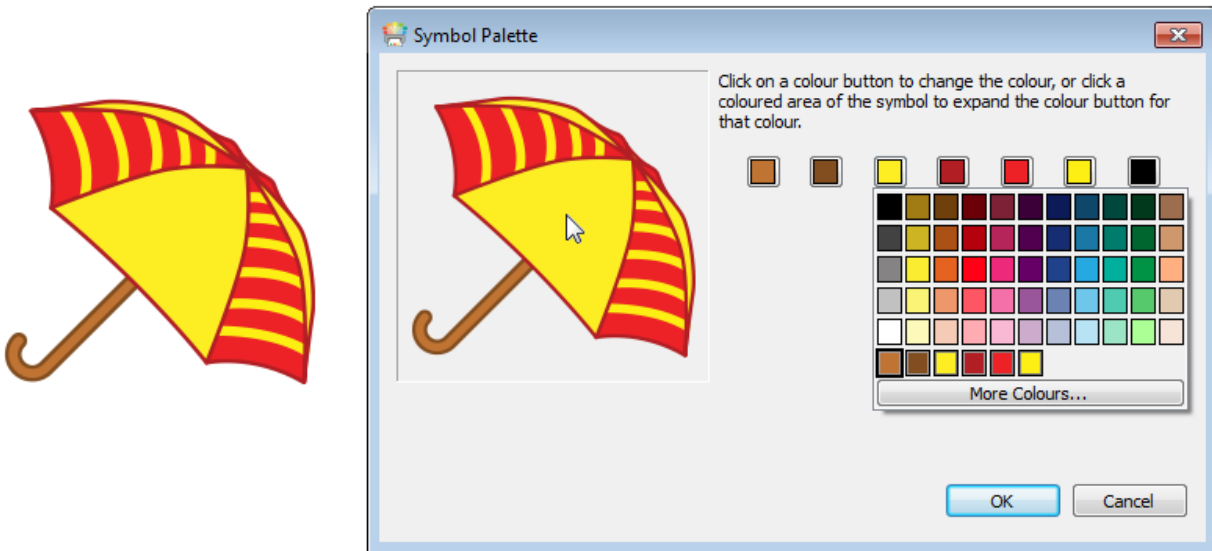 Symbol Palette
Click on a colour button to change the colour, or click a
coloured area of the symbol to expand the colour button for
that colour.
More Colours...
OK
Cancel